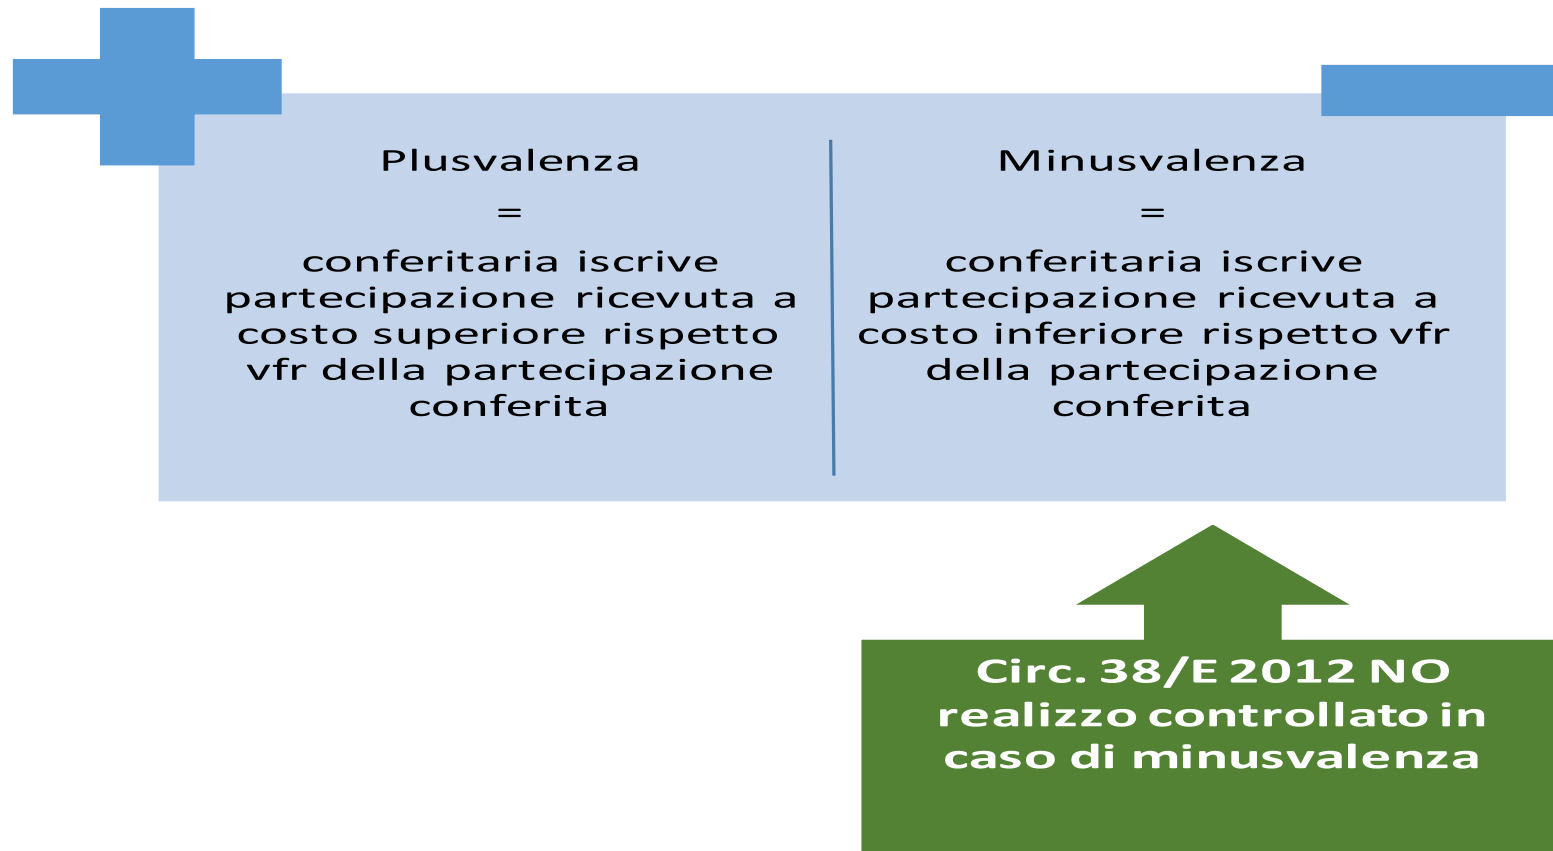 Plusvalenza
=
conferitaria iscrive
partecipazione ricevuta a
costo superiore rispetto
vfr della partecipazione
conferita
Minusvalenza
=
conferitaria iscrive
partecipazione ricevuta a
costo inferiore rispetto vfr
della partecipazione
conferita
Circ. 38/E 2012 NO
realizzo controllato in
caso di minusvalenza